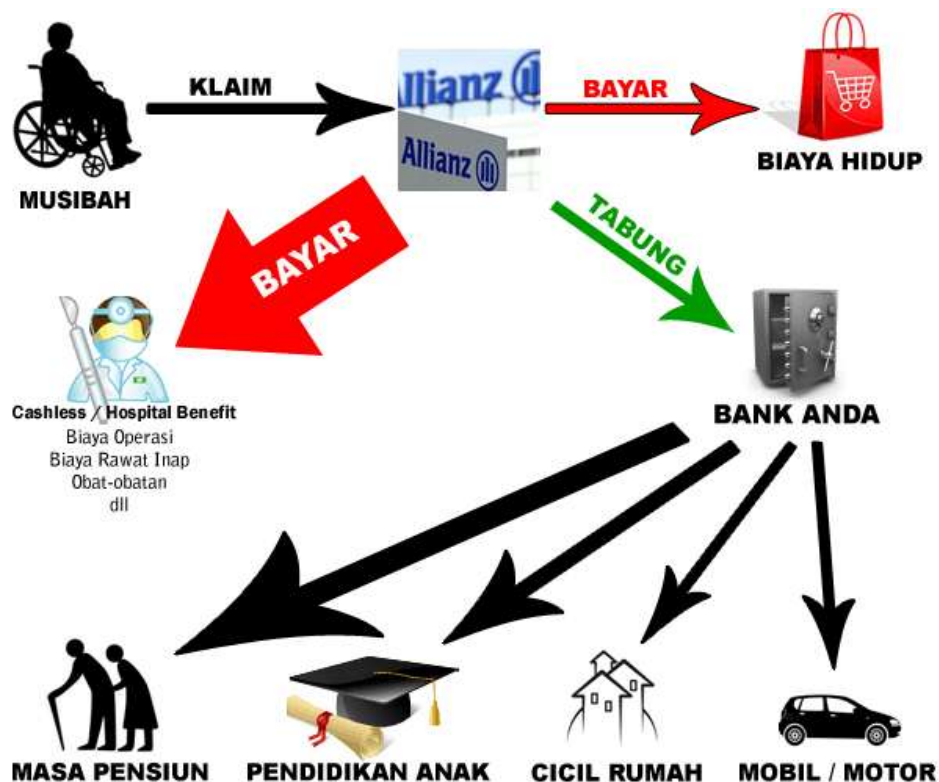 KLAIM
Allianz
Allianz
BAYAR
BIAYA HIDUP
MUSIBAH
BAYAR
TABUNG
Cashless / Hospital Benefit
Biaya Operasi
Biaya Rawat Inap
Obat-obatan
dll
BANK ANDA
MASA PENSIUN
PENDIDIKAN ANAK
CICIL RUMAH
MOBIL / MOTOR